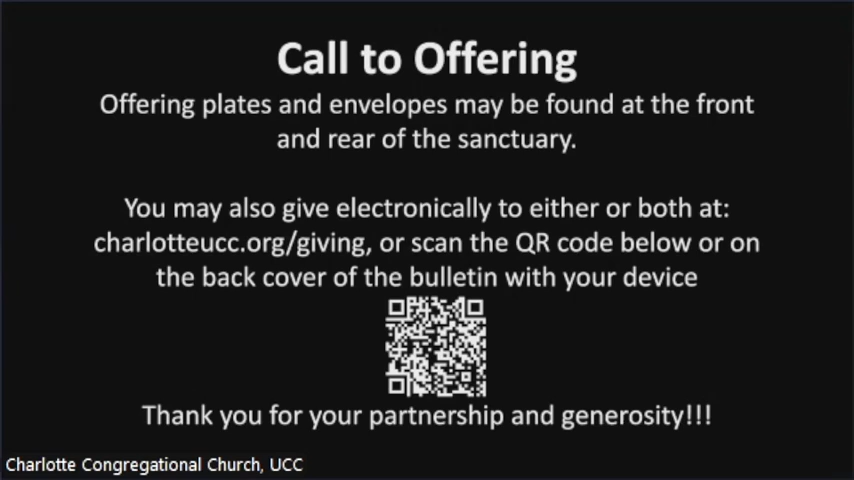 Call to Offering
Offering plates and envelopes may be found at the front
and rear of the sanctuary.
You may also give electronically to either or both at:
charlotteucc.org/giving, or scan the QR code below or on
the back cover of the bulletin with your device
Thank you for your partnership and generosity!!!
Charlotte Congregational Church, UCC